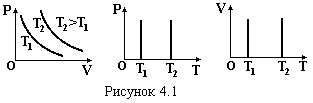 P T₂ T₂>T₁ T₁ O V
P O T₁ T₂ T
V O T₁ T₂ T
Рисунок 4.1